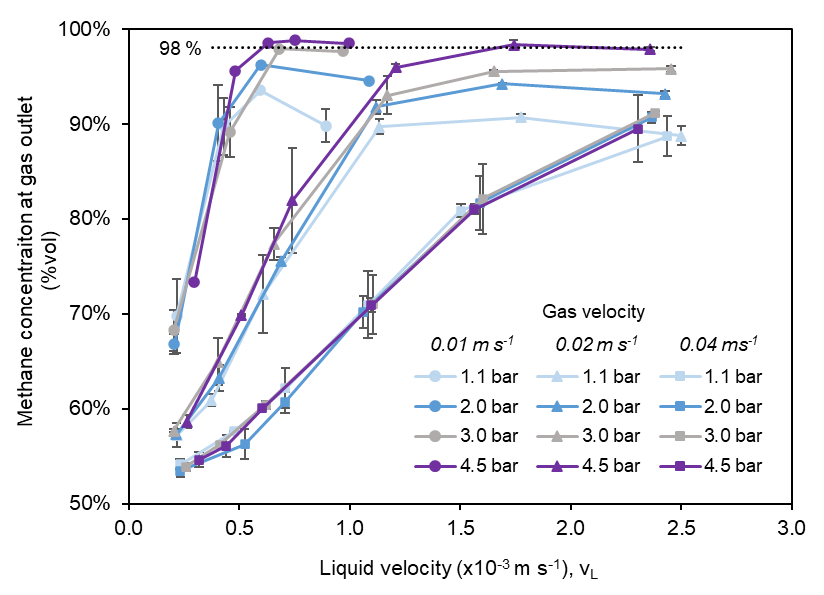 100%
98 %
90%
80%
70%
60%
50%
Methane concentraiton at gas outlet
(%vol)
Gas velocity
0.01 m s-1 0.02 m s-1 0.04 ms-1
1.1 bar 1.1 bar 1.1 bar
2.0 bar 2.0 bar 2.0 bar
3.0 bar 3.0 bar 3.0 bar
4.5 bar 4.5 bar 4.5 bar
0.0 0.5 1.0 1.5 2.0 2.5 3.0
Liquid velocity (x10-3 m s-1), vL